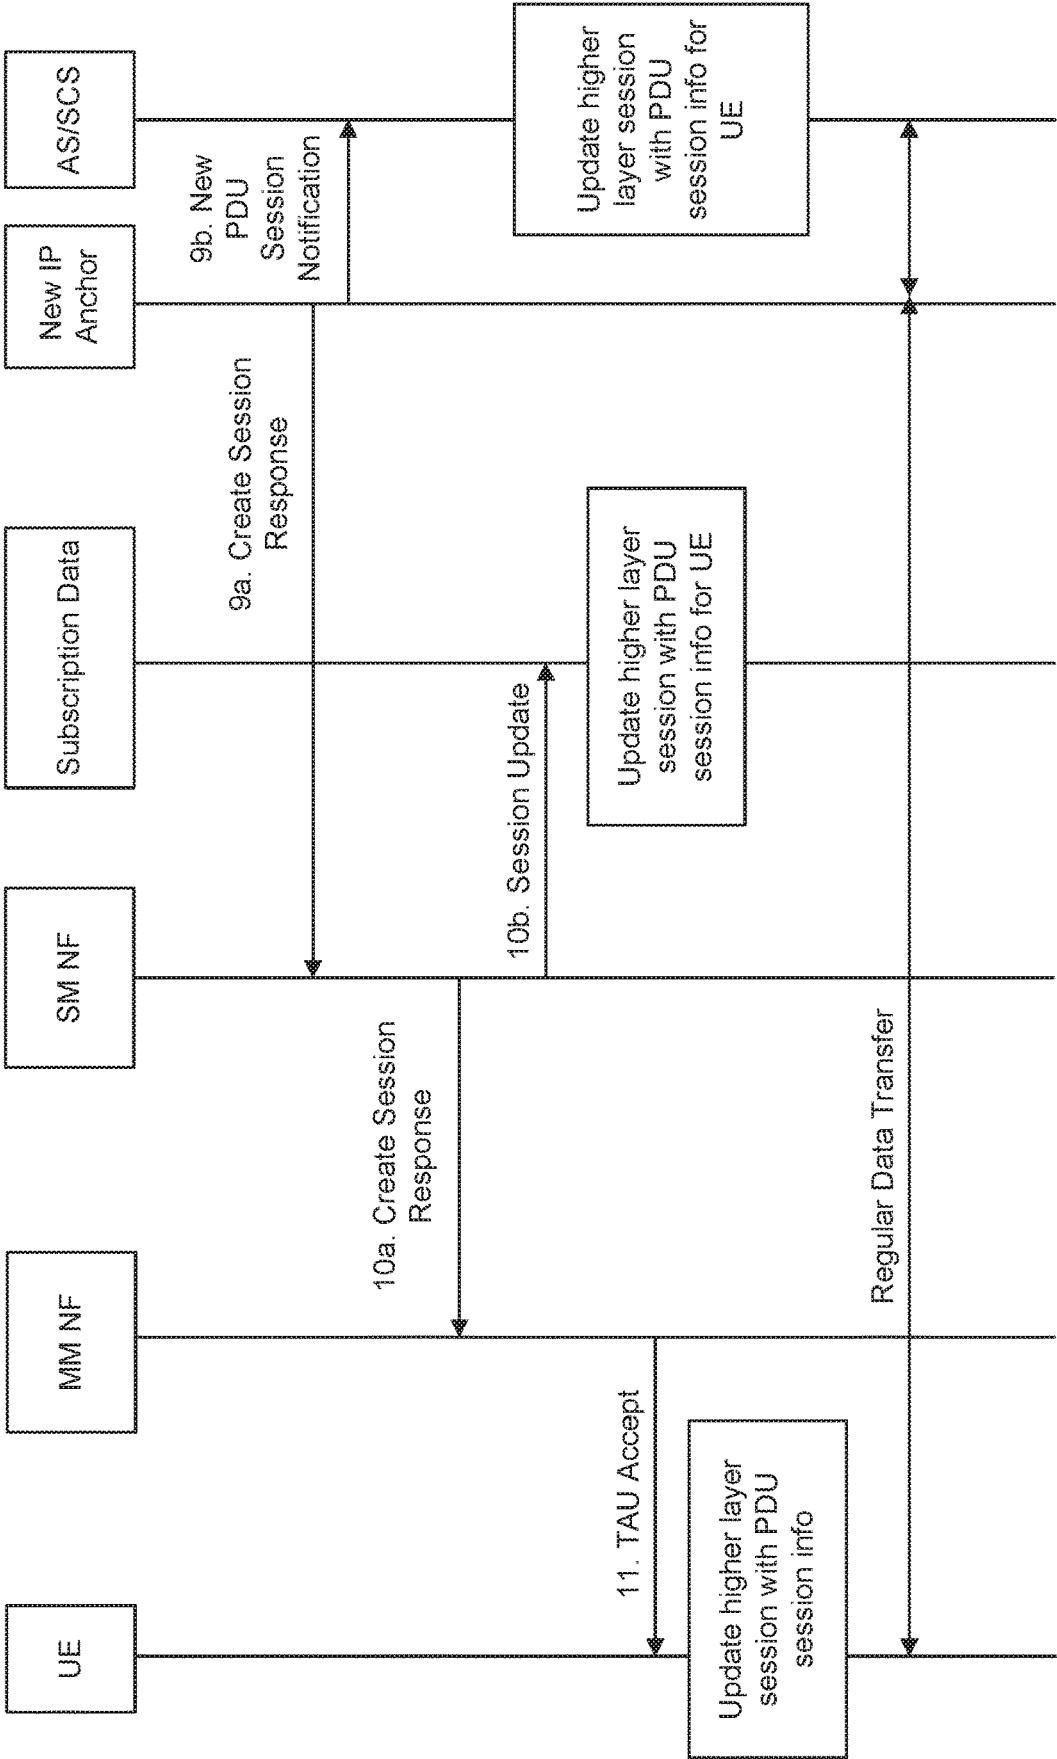 UE
MM NF
SM NF
Subscription Data
New IP
Anchor
AS/SCS
9b. New
PDU
Session
Notification
9a. Create Session
Response
10a. Create Session
Response
10b. Session Update
Update higher
layer session
with PDU
session info for
UE
Update higher layer
session with PDU
session info for UE
11. TAU Accept
Update higher layer
session with PDU
session info
Regular Data Transfer